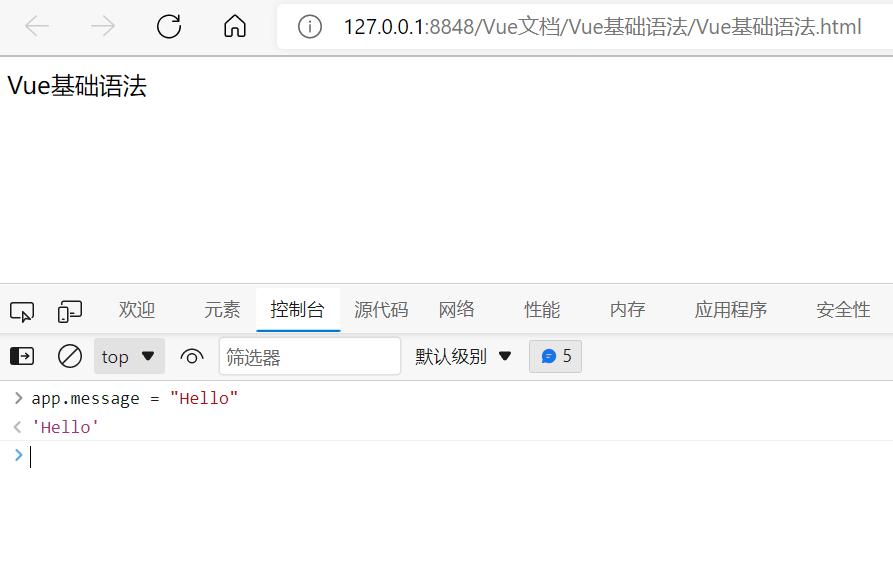 127.0.0.1:8848/Vue文档/Vue基础语法/Vue基础语法.html
Vue基础语法
欢迎 元素 控制台 源代码 网络 性能 内存 应用程序 安全性
top 筛选器 默认级别 5
> app.message = "Hello"
< 'Hello'
>